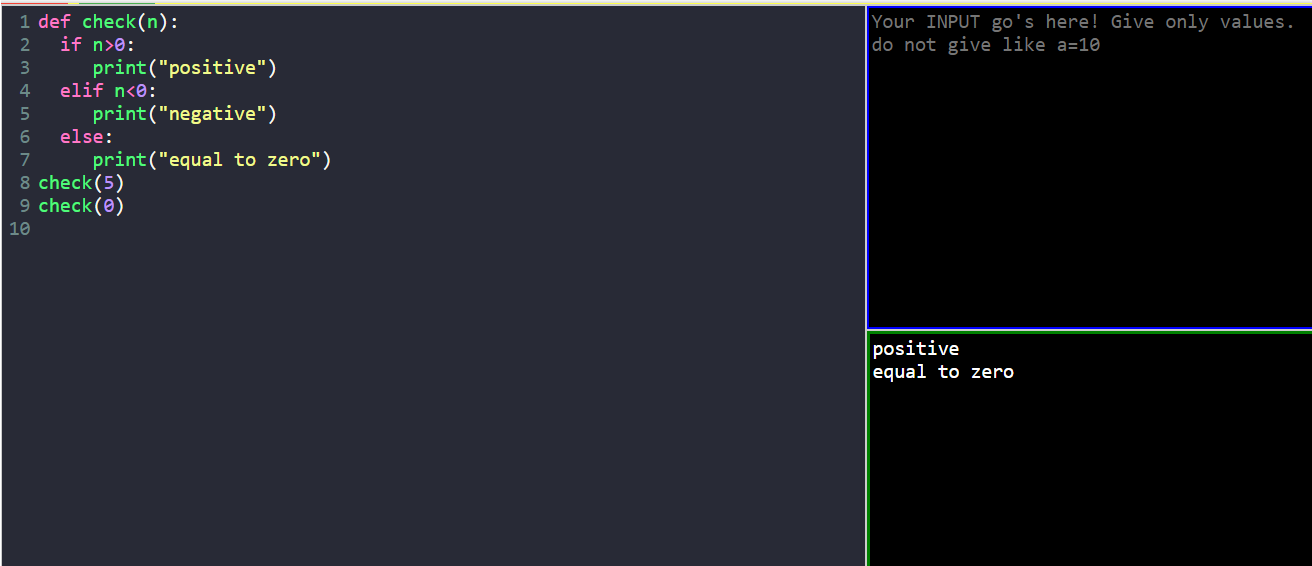 1 def check(n):
2   if n>0:
3      print("positive")
4   elif n<0:
5      print("negative")
6   else:
7      print("equal to zero")
8 check(5)
9 check(0)
10
Your INPUT go's here! Give only values.
do not give like a=10
positive
equal to zero